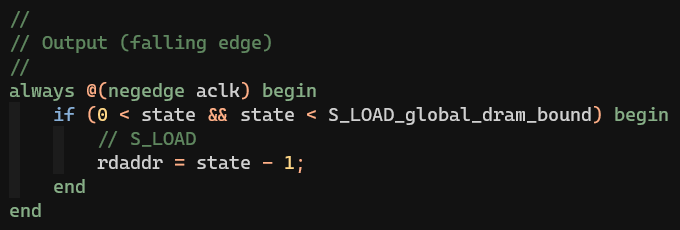 //
// Output (falling edge)
//
always @(negedge aclk) begin
    if (0 < state && state < S_LOAD_global_dram_bound) begin
        // S_LOAD
        rdaddr = state - 1;
    end
end